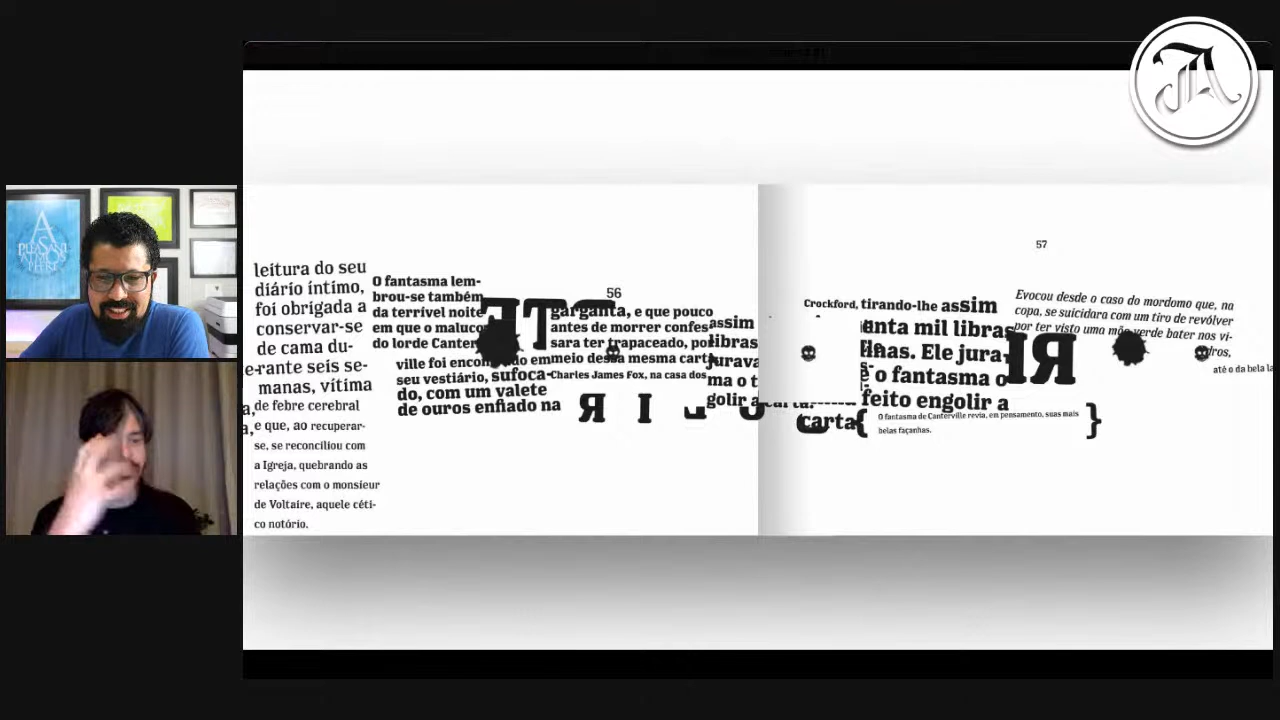 leitura do seu
diário íntimo,
foi obrigada a
conservar-se
de cama du-
rante seis se-
manas, vítima
de febre cerebral
e que, ao recuperar-
se, se reconciliou com
a Igreja, quebrando as
relações com o monsieur
de Voltaire, aquele céti-
co notório.
O fantasma lem-
brou-se também
da terrível noite
em que o maluco
do lorde Canter
ville foi encon do em
seu vestiário, sufoca-
do, com um valete
de ouros enfiado na
56
garganta, e que pouco
antes de morrer confes
sara ter trapaceado, po
meio dessa mesma carta
Charles James Fox, na casa dos
assim
libras
jurava
ma o t
golir a
57
Crockford, tirando-lhe assim
enta mil libras
lhas. Ele jura-
e o fantasma o
feito engolir a
carta
{ O fantasma de Canterville revia, em pensamento, suas mais
belas façanhas. }
Evocou desde o caso do mordomo que, na
copa, se suicidara com um tiro de revólver
por ter visto uma mão verde bater nos vi-
dros,
até o da bela la